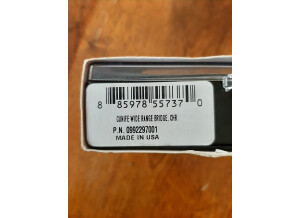 8 85978 55737 0
CUNIFE WIDE RANGE BRIDGE, CHR
P.N. 0992297001
MADE IN USA